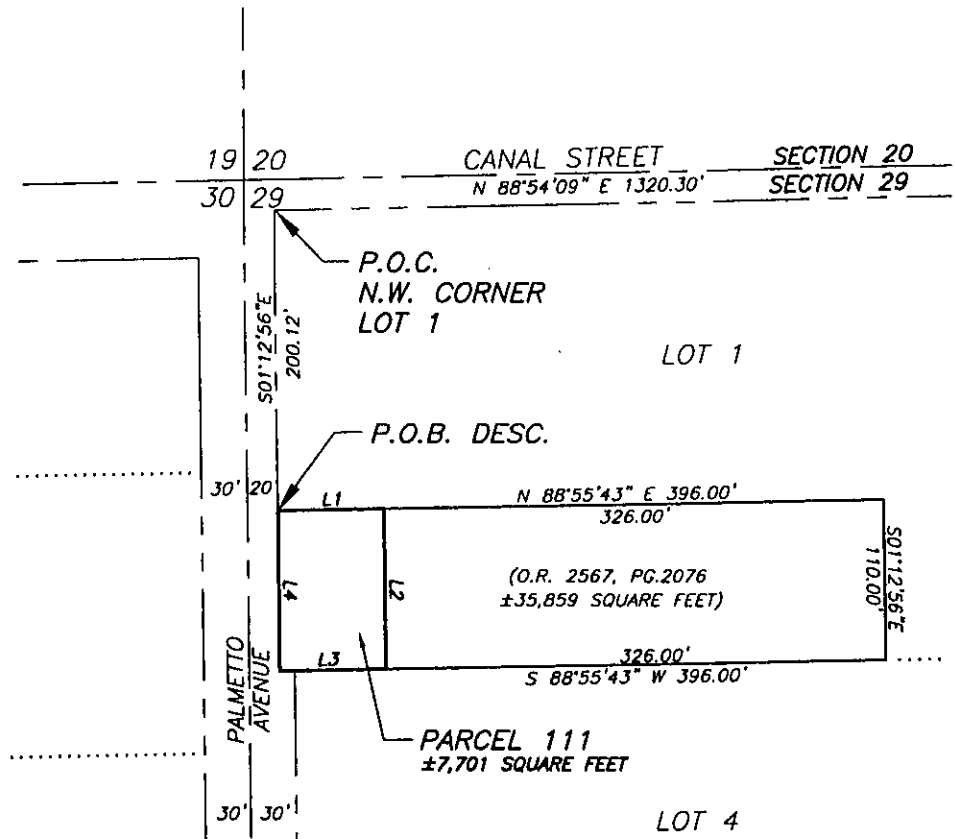 19 20
CANAL STREET
SECTION 20
N 88°54'09" E 1320.30'
30 29
SECTION 29
P.O.C.
N.W. CORNER
LOT 1
S01°12'56"E
200.12'
LOT 1
P.O.B. DESC.
30' 20
L1
N 88°55'43" E 396.00'
326.00'
L4
L2
(O.R. 2567, PG.2076
±35,859 SQUARE FEET)
S01°12'56"E
110.00'
L3
326.00'
S 88°55'43" W 396.00'
PALMETTO
AVENUE
PARCEL 111
±7,701 SQUARE FEET
30' 30'
LOT 4